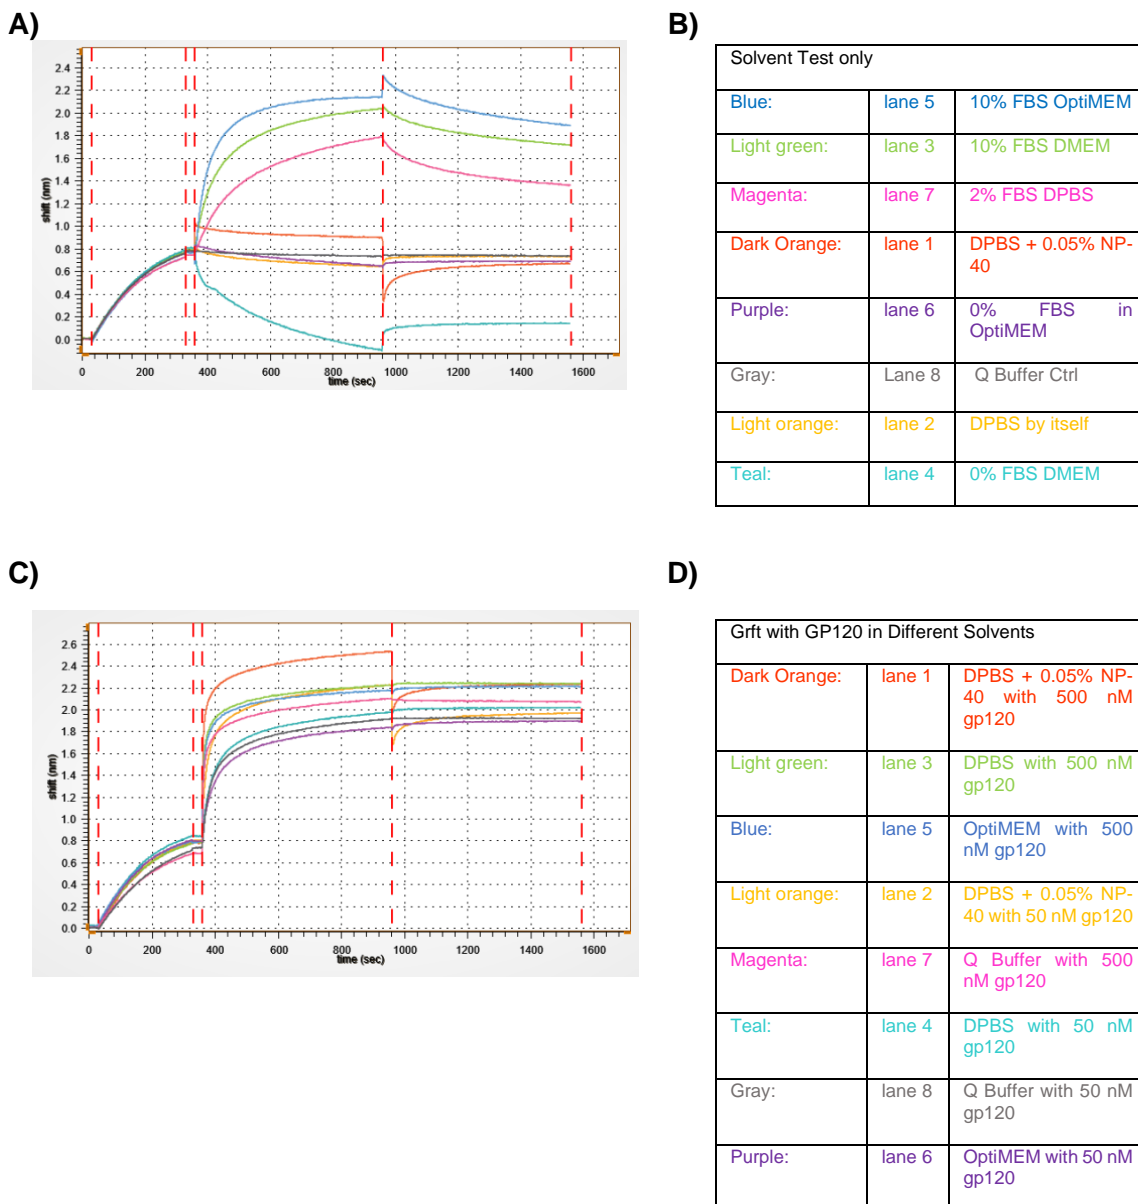 A)
2.4
2.2
2.0
1.8
1.6
1.4
1.2
1.0
0.8
0.6
0.4
0.2
0.0
shift (nm)
0 200 400 600 800 1000 1200 1400 1600
time (sec)
B)
Solvent Test only
Blue: lane 5 10% FBS OptiMEM
Light green: lane 3 10% FBS DMEM
Magenta: lane 7 2% FBS DPBS
Dark Orange: lane 1 DPBS + 0.05% NP-
40
Purple: lane 6 0% FBS in
OptiMEM
Gray: Lane 8 Q Buffer Ctrl
Light orange: lane 2 DPBS by itself
Teal: lane 4 0% FBS DMEM
C)
2.6
2.4
2.2
2.0
1.8
1.6
1.4
1.2
1.0
0.8
0.6
0.4
0.2
0.0
shift (nm)
0 200 400 600 800 1000 1200 1400 1600
time (sec)
D)
Grft with GP120 in Different Solvents
Dark Orange: lane 1 DPBS + 0.05% NP-
40 with 500 nM
gp120
Light green: lane 3 DPBS with 500 nM
gp120
Blue: lane 5 OptiMEM with 500
nM gp120
Light orange: lane 2 DPBS + 0.05% NP-
40 with 50 nM gp120
Magenta: lane 7 Q Buffer with 500
nM gp120
Teal: lane 4 DPBS with 50 nM
gp120
Gray: lane 8 Q Buffer with 50 nM
gp120
Purple: lane 6 OptiMEM with 50 nM
gp120